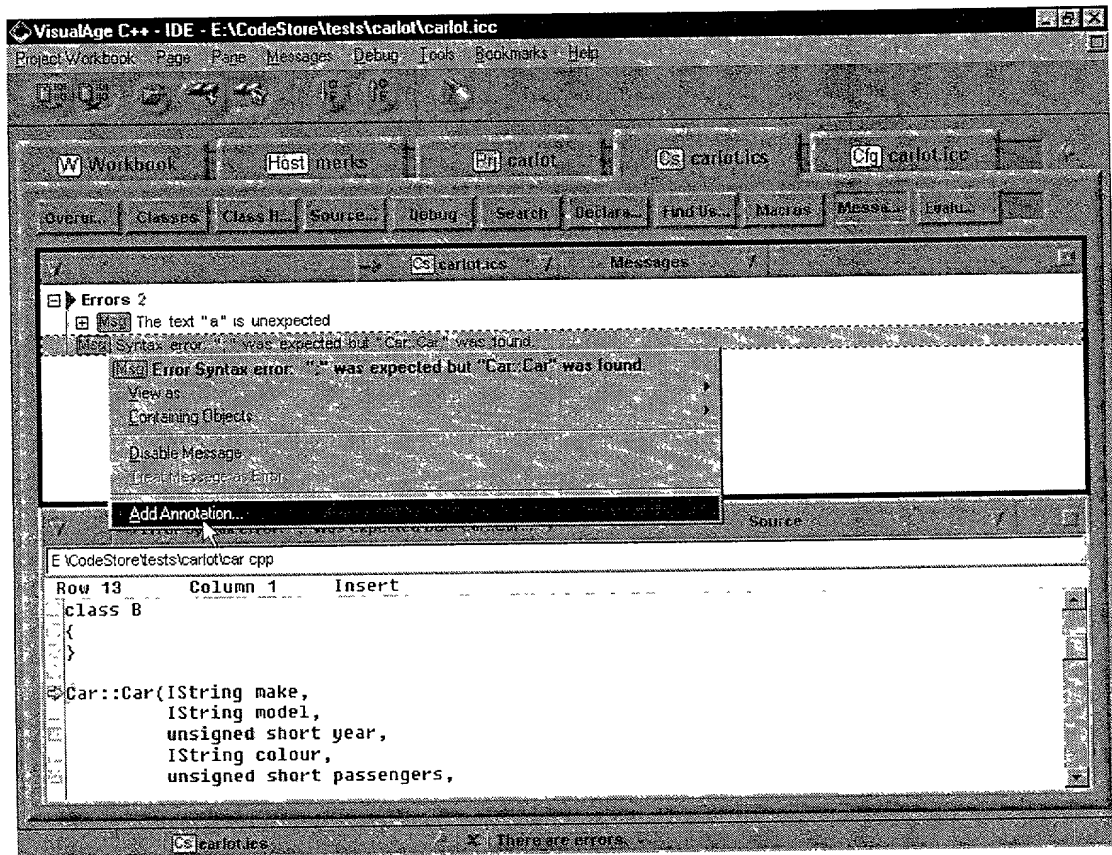 VisualAge C++ - IDE - E:\CodeStore\tests\carlot\carlot.icc
Project Workbook Page Pane Messages Debug Tools Bookmarks Help
W Workbook Host merks Prj carlot Cs carlot.ics Cfg carlot.icc
Overvi... Classes Class H... Source... Debug Search Declara... Find Us... Macros Messa... Evalu...
Cs carlot.ics Messages
Errors 2
Msg The text "a" is unexpected
Msg Syntax error: ";" was expected but "Car::Car" was found.
Msg Error Syntax error: ";" was expected but "Car::Car" was found.
View as
Containing Objects
Disable Message
Treat Message as Error
Add Annotation...
Source
E \CodeStore\tests\carlot\car cpp
Row 13 Column 1 Insert
class B
{
}
Car::Car(IString make,
IString model,
unsigned short year,
IString colour,
unsigned short passengers,
Cs carlot.ics X There are errors.